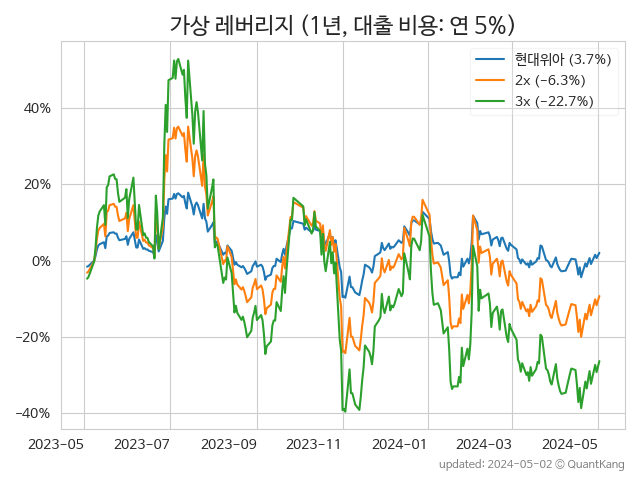 가상 레버리지 (1년, 대출 비용: 연 5%)
현대위아 (3.7%)
2x (−6.3%)
3x (−22.7%)
40%
20%
0%
−20%
−40%
2023-05 2023-07 2023-09 2023-11 2024-01 2024-03 2024-05
updated: 2024-05-02 © QuantKang